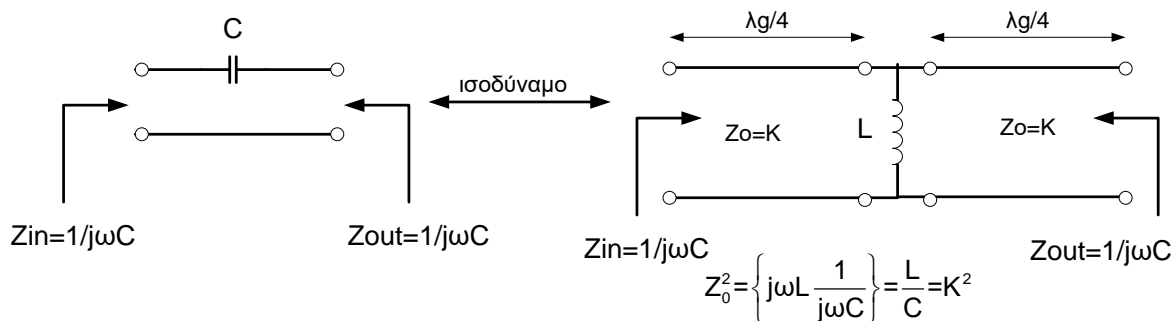 C
Zin=1/jωC
Zout=1/jωC
ισοδύναμο
λg/4
λg/4
Zo=K
L
Zo=K
Zin=1/jωC
Zout=1/jωC
Z₀²={jωL 1/jωC}=L/C=K²